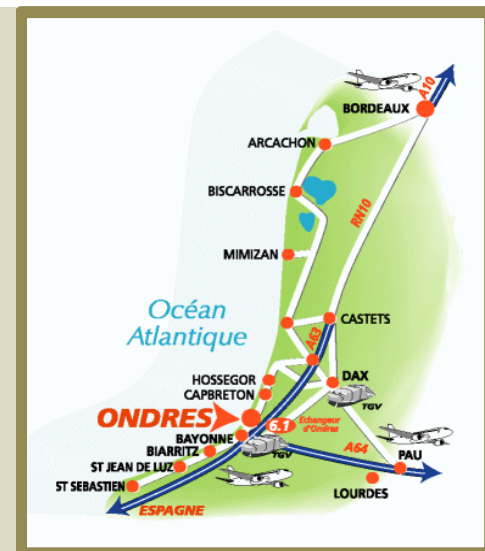 A10
BORDEAUX
ARCACHON
BISCARROSSE
RN10
MIMIZAN
Océan
Atlantique
CASTETS
A63
HOSSEGOR
CAPBRETON
DAX
TGV
ONDRES
6.1
Echangeur
d'Ondres
BAYONNE
BIARRITZ
TGV
A64
PAU
ST JEAN DE LUZ
ST SEBASTIEN
LOURDES
ESPAGNE